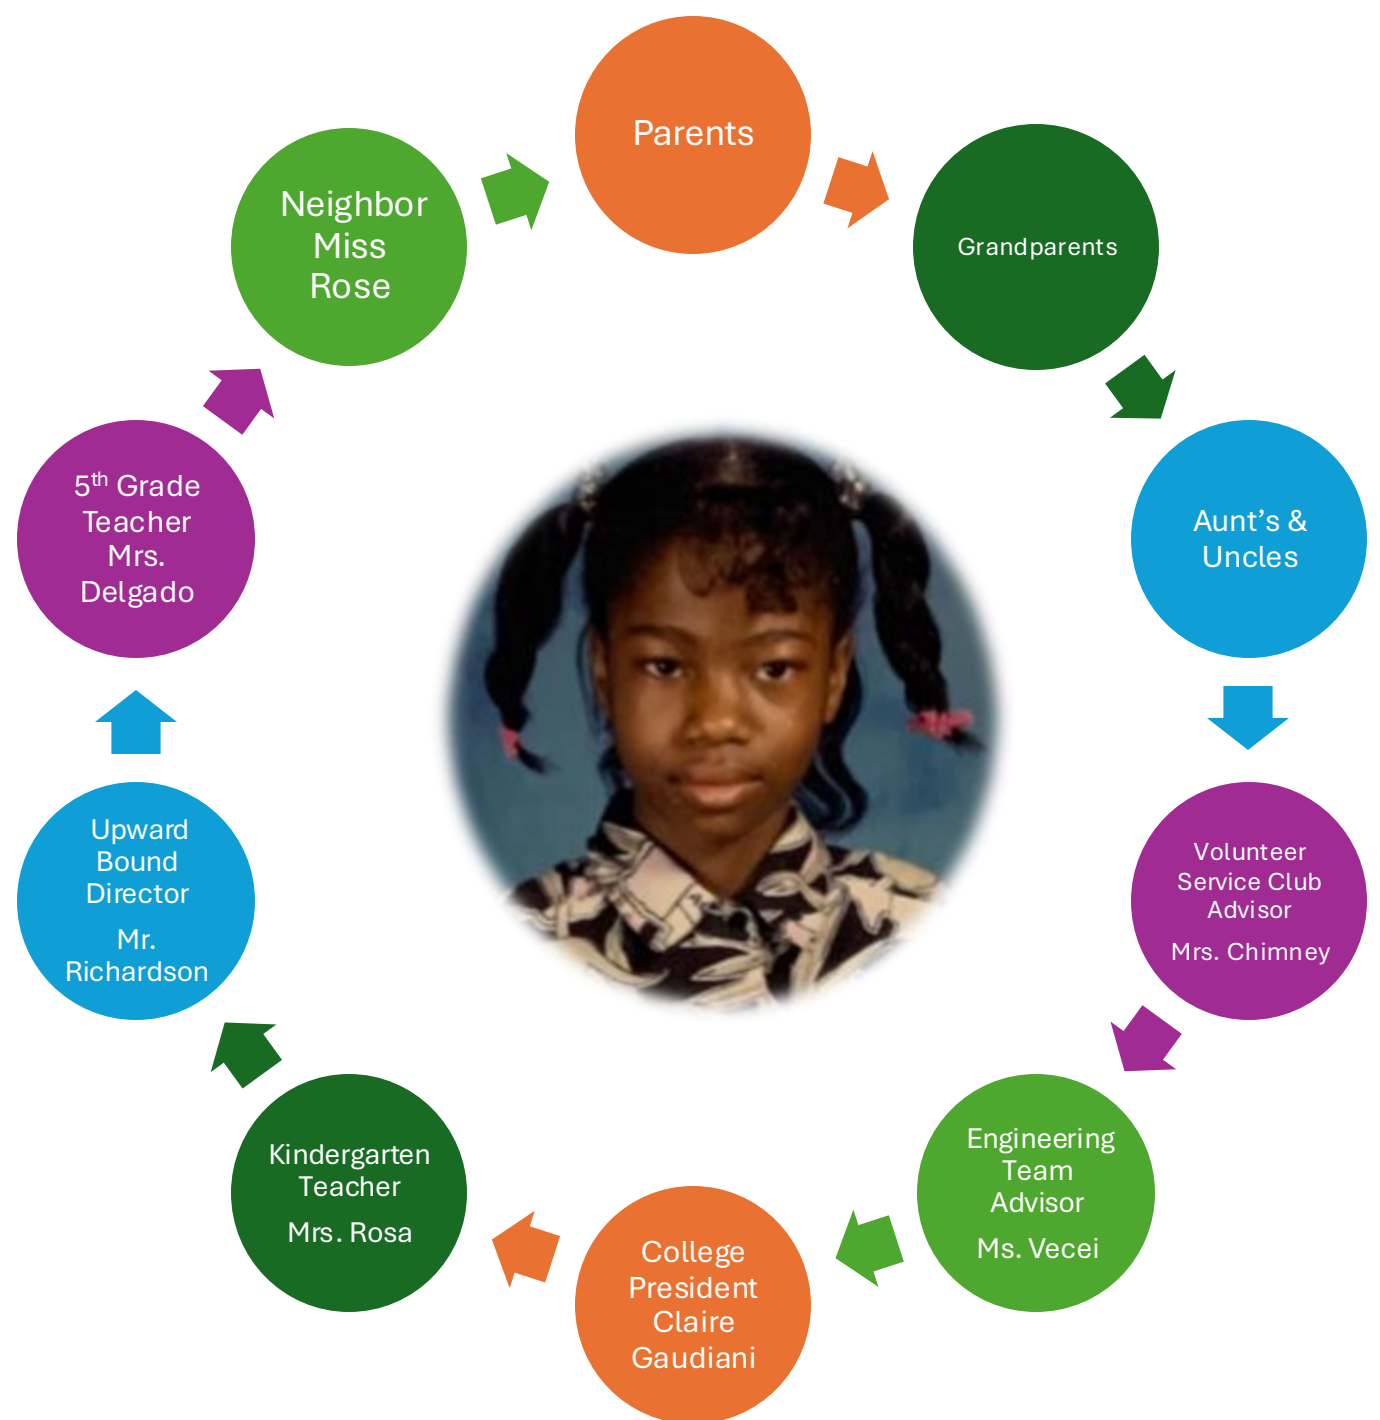 Parents
Grandparents
Aunt’s &
Uncles
Volunteer
Service Club
Advisor
Mrs. Chimney
Engineering
Team
Advisor
Ms. Vecei
College
President
Claire
Gaudiani
Kindergarten
Teacher
Mrs. Rosa
Upward
Bound
Director
Mr.
Richardson
5th Grade
Teacher
Mrs.
Delgado
Neighbor
Miss
Rose